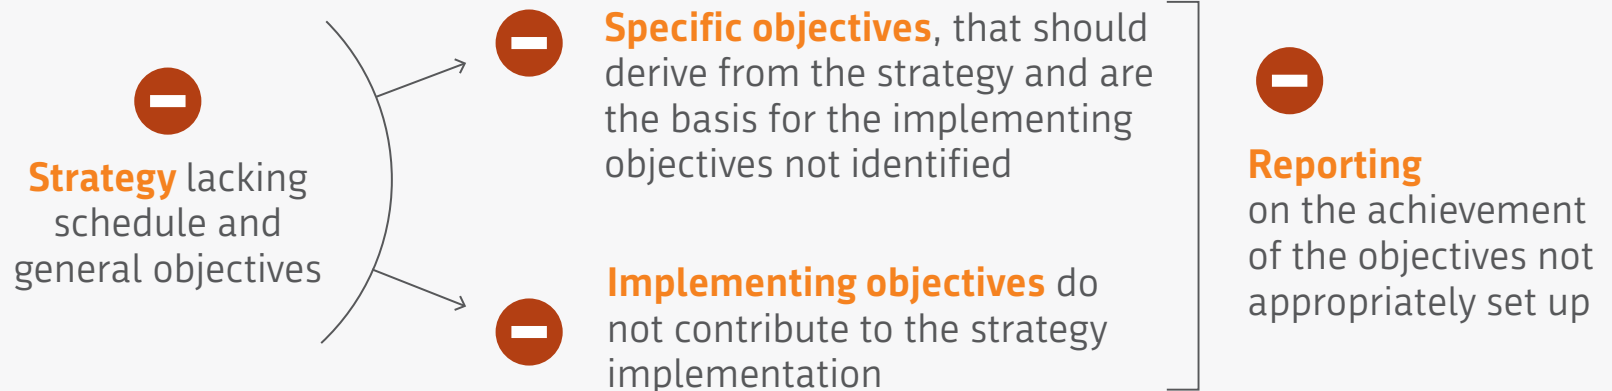 Strategy lacking
schedule and
general objectives
Specific objectives, that should
derive from the strategy and are
the basis for the implementing
objectives not identified
Implementing objectives do
not contribute to the strategy
implementation
Reporting
on the achievement
of the objectives not
appropriately set up